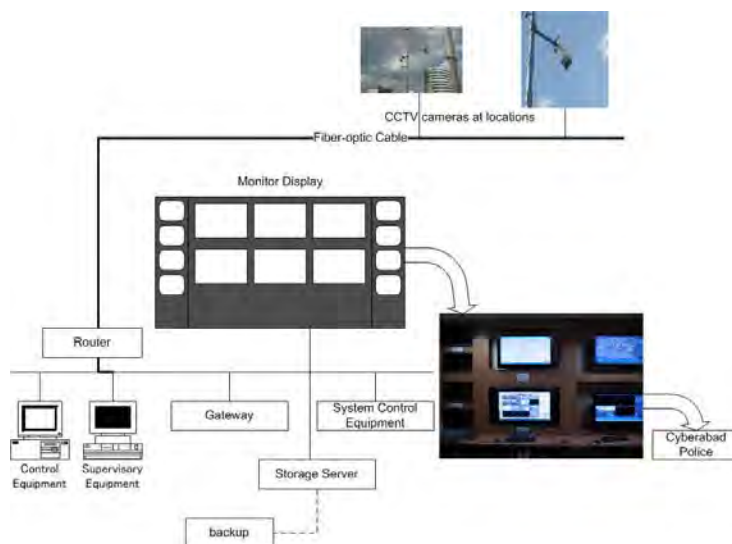 CCTV cameras at locations
Fiber-optic Cable
Monitor Display
Router
Gateway
System Control
Equipment
Control
Equipment
Supervisory
Equipment
Storage Server
Cyberabad
Police
backup